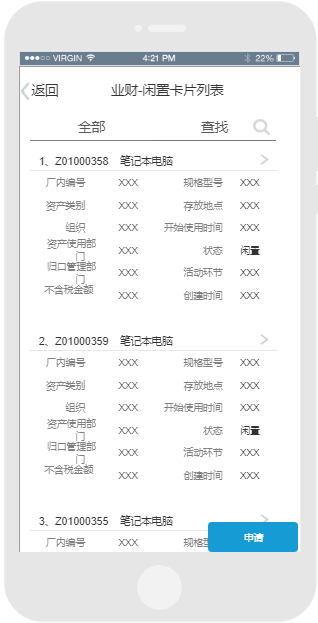 VIRGIN 4:21 PM 22%
返回 业财-闲置卡片列表
全部 查找
1、Z01000358 笔记本电脑
厂内编号 XXX 规格型号 XXX
资产类别 XXX 存放地点 XXX
组织 XXX 开始使用时间 XXX
资产使用部门 XXX 状态 闲置
归口管理部门 XXX 活动环节 XXX
不含税金额 XXX 创建时间 XXX
2、Z01000359 笔记本电脑
厂内编号 XXX 规格型号 XXX
资产类别 XXX 存放地点 XXX
组织 XXX 开始使用时间 XXX
资产使用部门 XXX 状态 闲置
归口管理部门 XXX 活动环节 XXX
不含税金额 XXX 创建时间 XXX
3、Z01000355 笔记本电脑
厂内编号 XXX 规格
申请